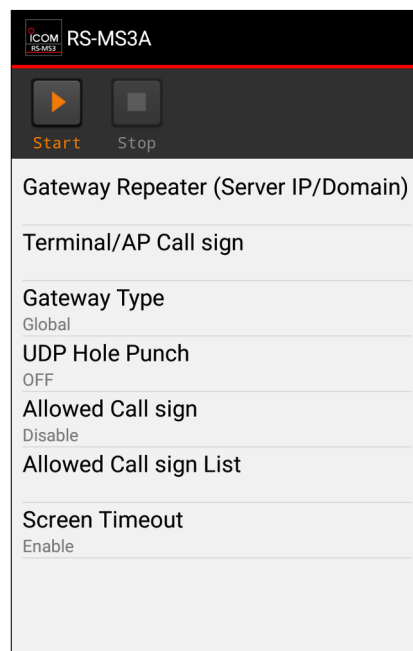 ICOM
RS-MS3
RS-MS3A
Start Stop
Gateway Repeater (Server IP/Domain)
Terminal/AP Call sign
Gateway Type
Global
UDP Hole Punch
OFF
Allowed Call sign
Disable
Allowed Call sign List
Screen Timeout
Enable